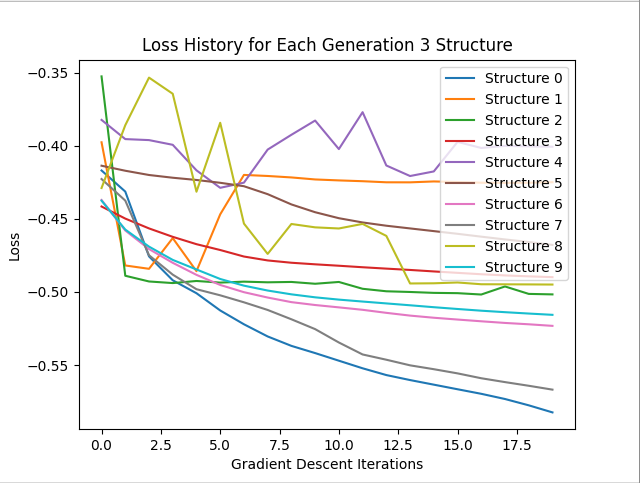 Loss History for Each Generation 3 Structure
−0.35
−0.40
−0.45
−0.50
−0.55
Loss
Structure 0
Structure 1
Structure 2
Structure 3
Structure 4
Structure 5
Structure 6
Structure 7
Structure 8
Structure 9
0.0 2.5 5.0 7.5 10.0 12.5 15.0 17.5
Gradient Descent Iterations